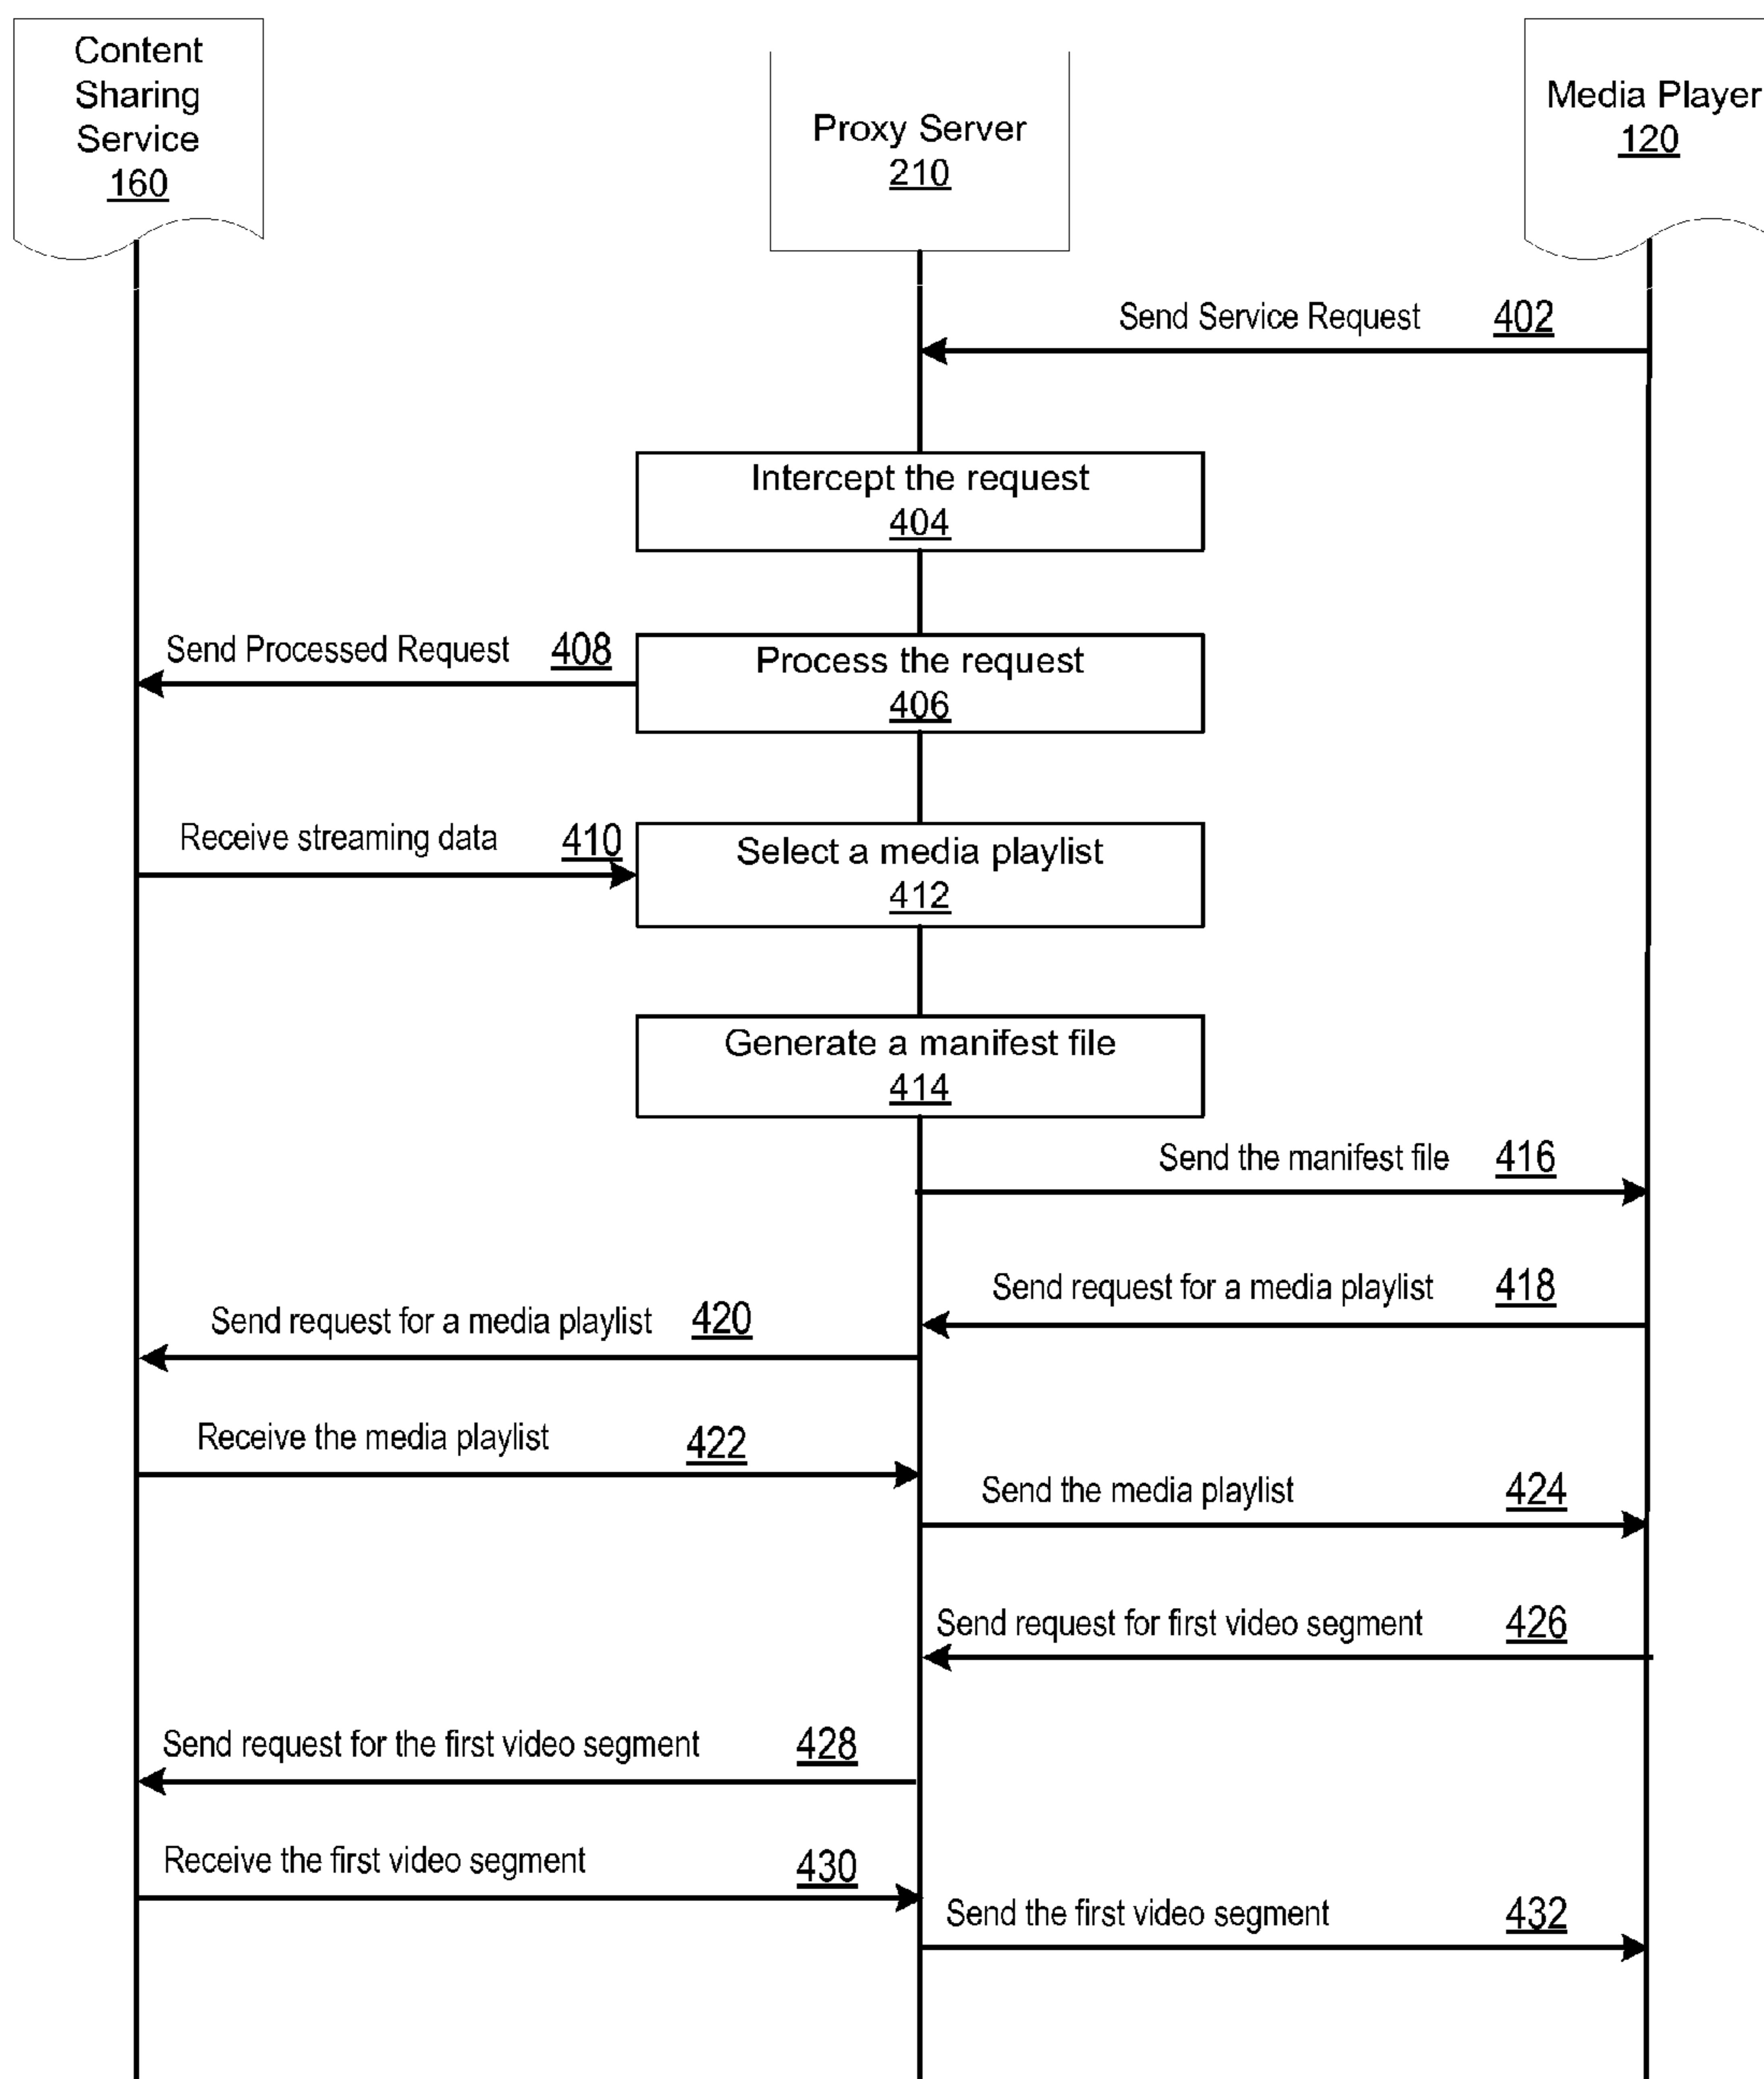 Content
Sharing
Service
160
Proxy Server
210
Media Player
120
Send Service Request 402
Intercept the request
404
Send Processed Request 408
Process the request
406
Receive streaming data 410
Select a media playlist
412
Generate a manifest file
414
Send the manifest file 416
Send request for a media playlist 418
Send request for a media playlist 420
Receive the media playlist 422
Send the media playlist 424
Send request for first video segment 426
Send request for the first video segment 428
Receive the first video segment 430
Send the first video segment 432